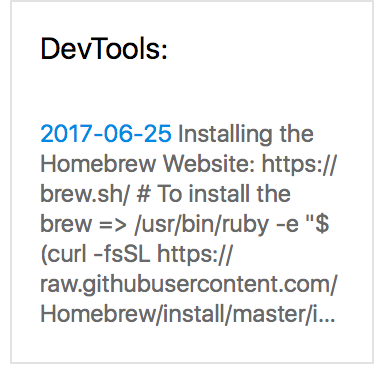 DevTools:
2017-06-25 Installing the
Homebrew Website: https://
brew.sh/ # To install the
brew => /usr/bin/ruby -e "$
(curl -fsSL https://
raw.githubusercontent.com/
Homebrew/install/master/i...